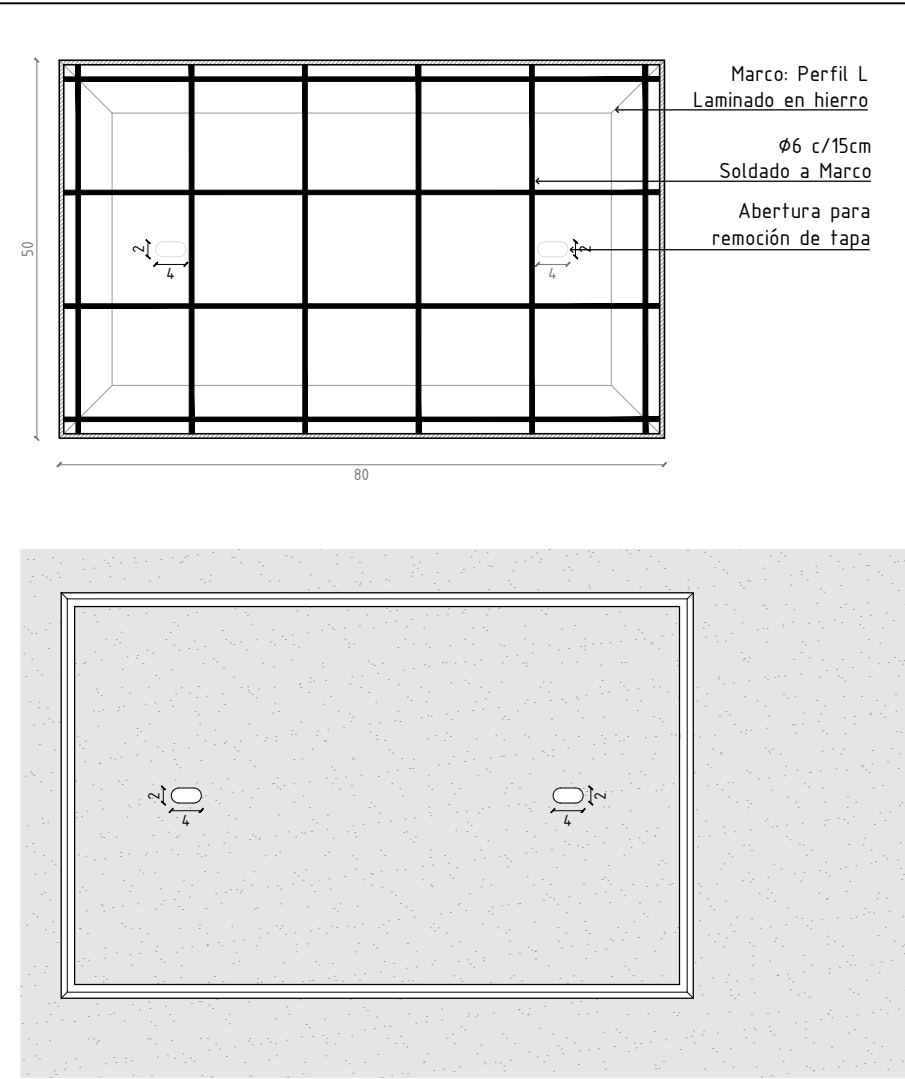 Marco: Perfil L
Laminado en hierro
Ø6 c/15cm
Soldado a Marco
Abertura para
remoción de tapa
50
2
4
2
4
80
2
4
2
4